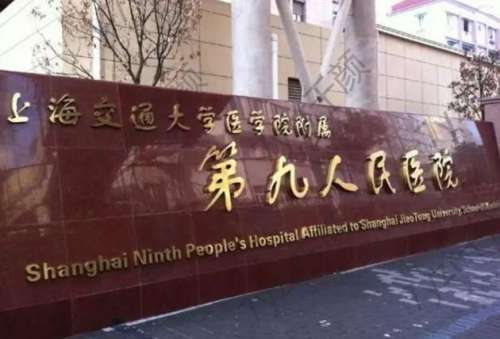 上海交通大学医学院附属
第九人民医院
Shanghai Ninth People's Hospital Affiliated to Shanghai JiaoTong University, School of